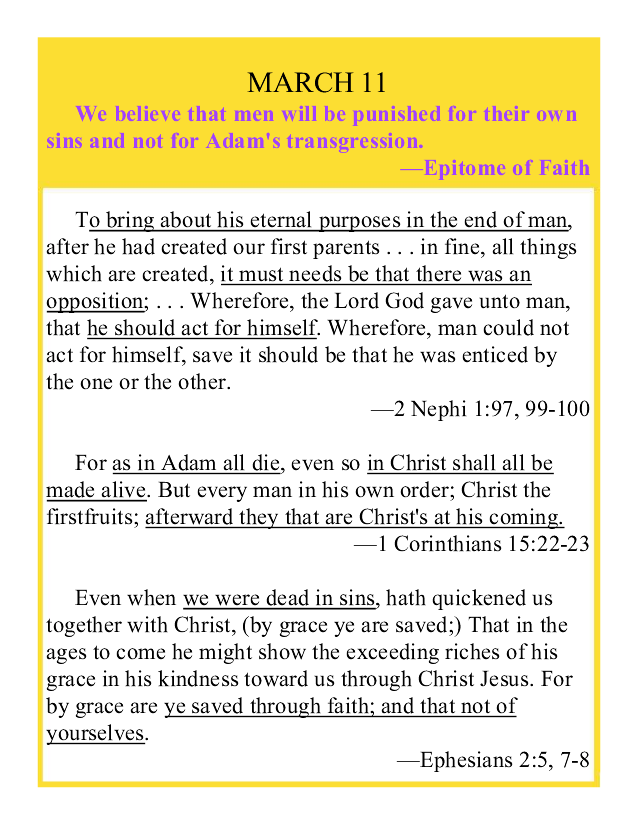 MARCH 11
We believe that men will be punished for their own
sins and not for Adam's transgression.
—Epitome of Faith
To bring about his eternal purposes in the end of man,
after he had created our first parents . . . in fine, all things
which are created, it must needs be that there was an
opposition; . . . Wherefore, the Lord God gave unto man,
that he should act for himself. Wherefore, man could not
act for himself, save it should be that he was enticed by
the one or the other.
—2 Nephi 1:97, 99-100
For as in Adam all die, even so in Christ shall all be
made alive. But every man in his own order; Christ the
firstfruits; afterward they that are Christ's at his coming.
—1 Corinthians 15:22-23
Even when we were dead in sins, hath quickened us
together with Christ, (by grace ye are saved;) That in the
ages to come he might show the exceeding riches of his
grace in his kindness toward us through Christ Jesus. For
by grace are ye saved through faith; and that not of
yourselves.
—Ephesians 2:5, 7-8